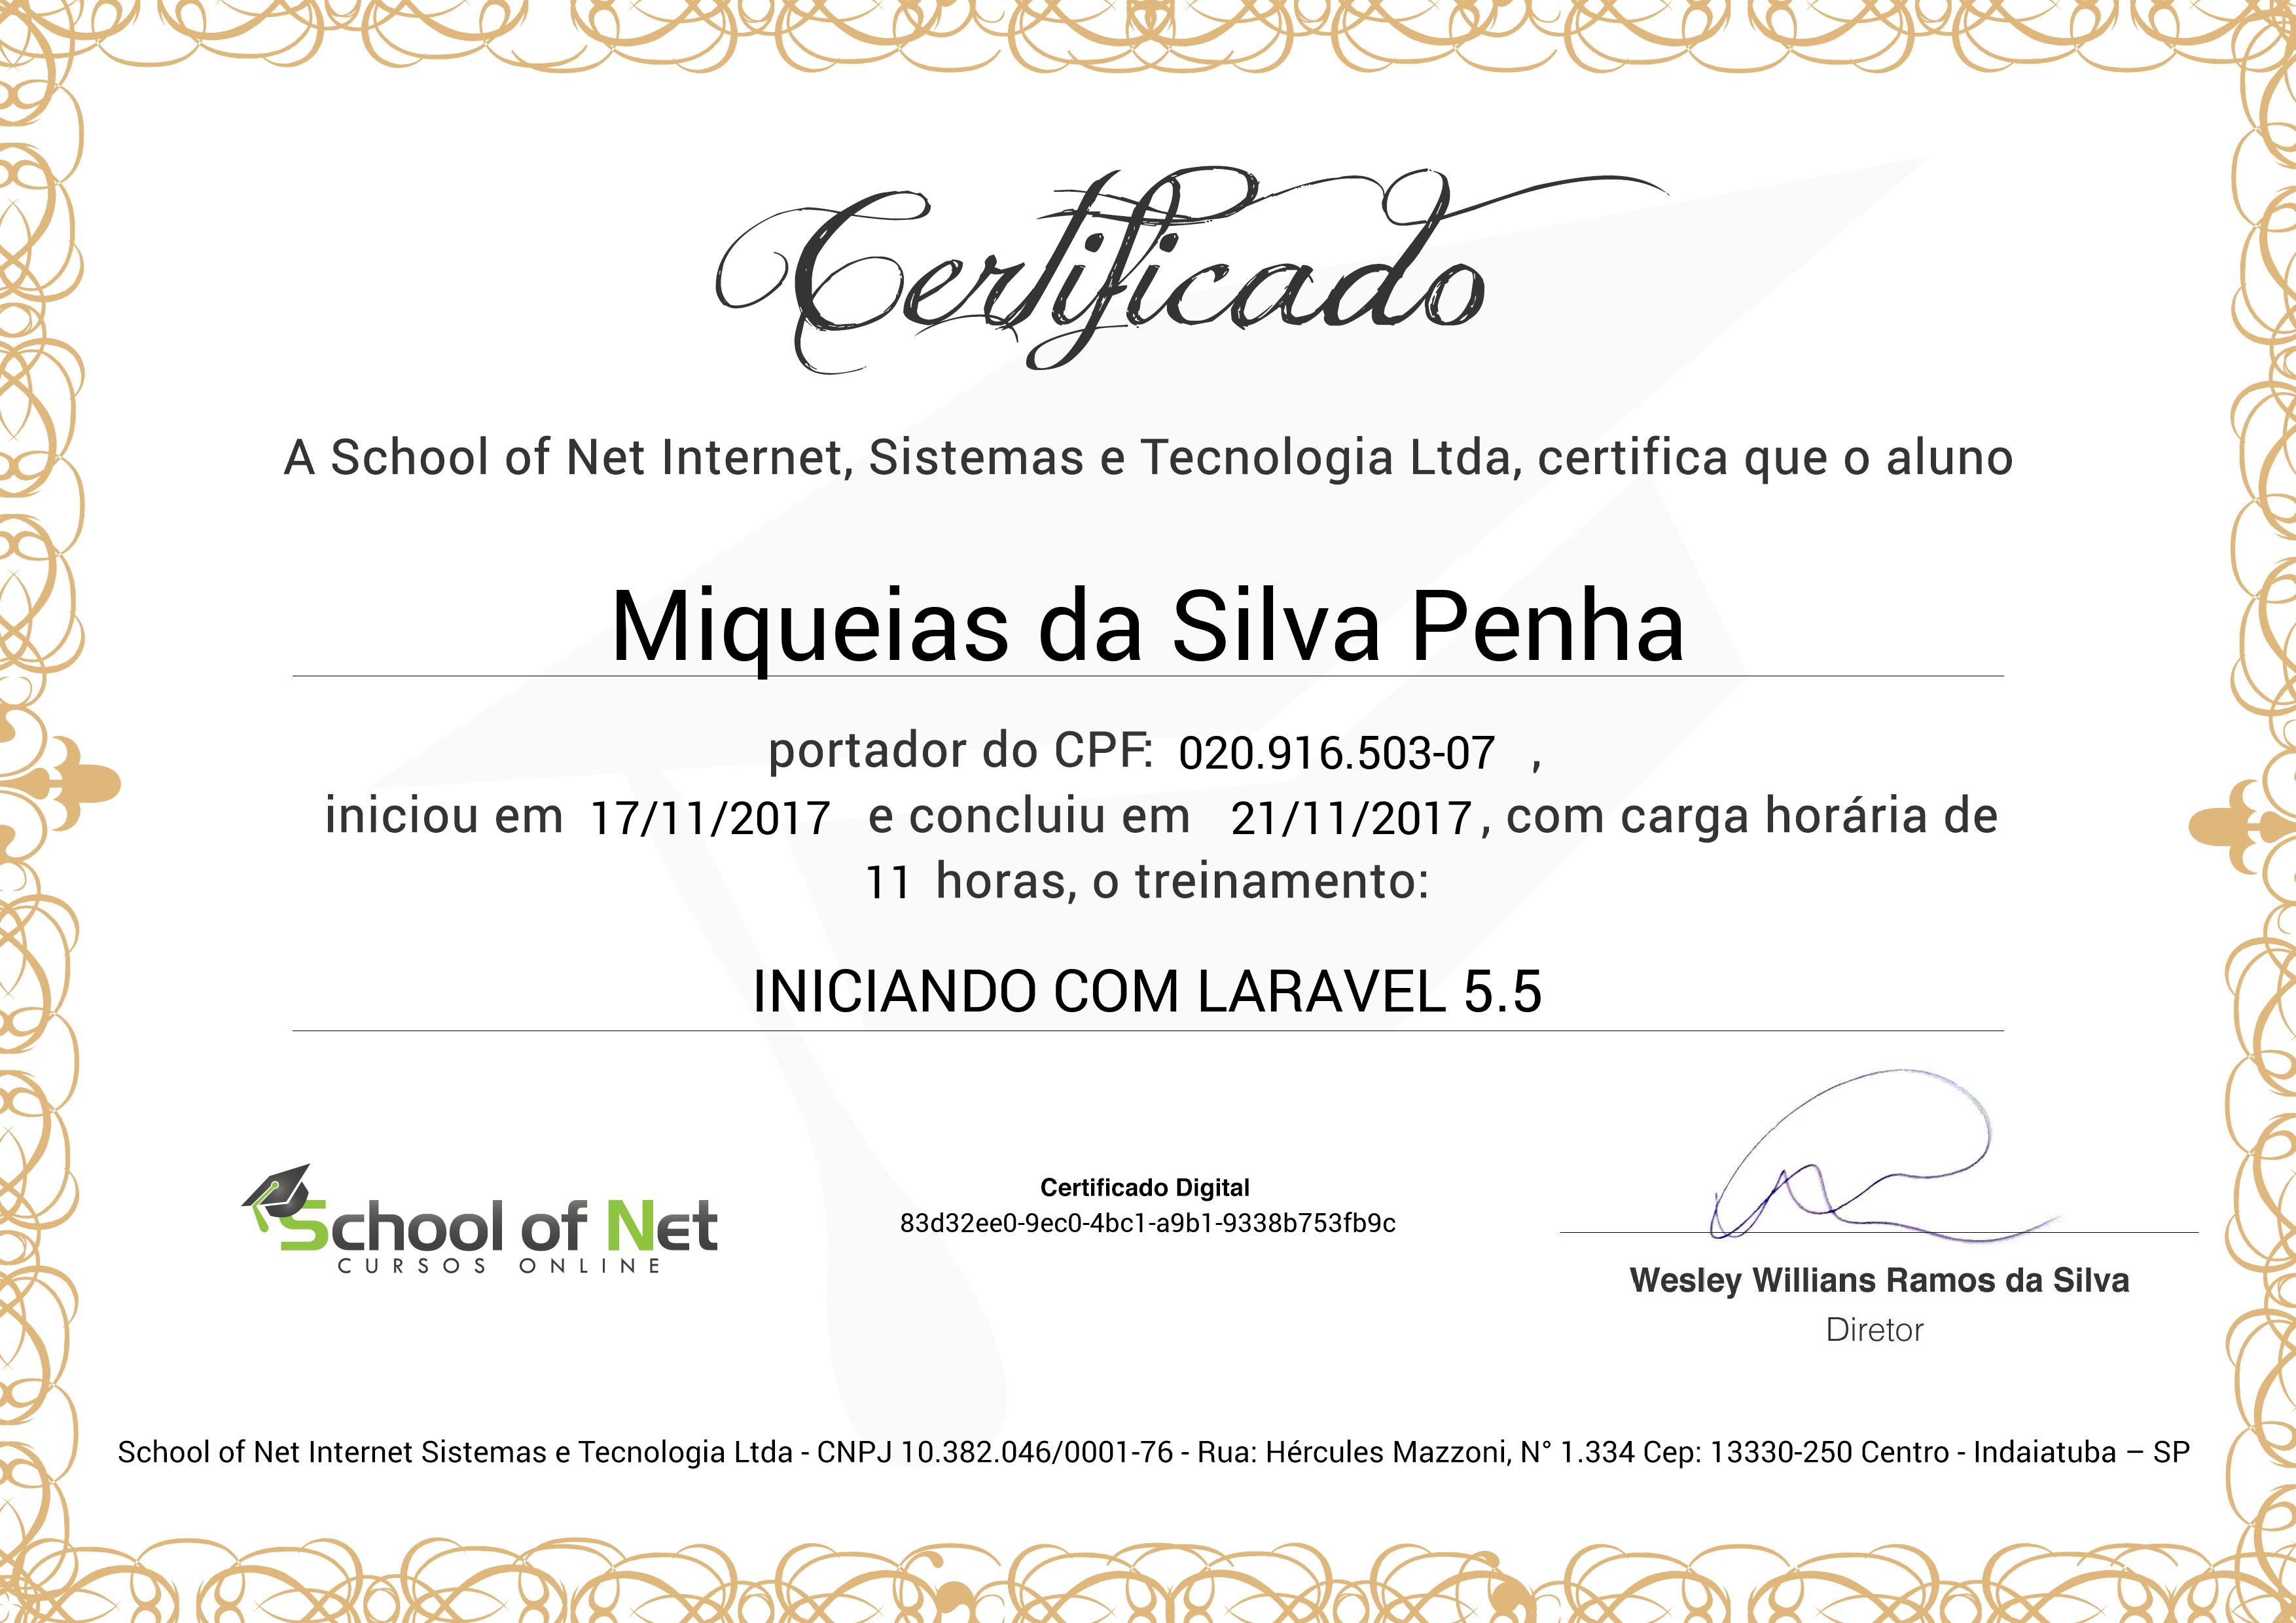 Certificado
A School of Net Internet, Sistemas e Tecnologia Ltda, certifica que o aluno
Miqueias da Silva Penha
portador do CPF: 020.916.503-07 ,
iniciou em 17/11/2017 e concluiu em 21/11/2017, com carga horária de
11 horas, o treinamento:
INICIANDO COM LARAVEL 5.5
School of Net
CURSOS ONLINE
Certificado Digital
83d32ee0-9ec0-4bc1-a9b1-9338b753fb9c
Wesley Willians Ramos da Silva
Diretor
School of Net Internet Sistemas e Tecnologia Ltda - CNPJ 10.382.046/0001-76 - Rua: Hércules Mazzoni, N° 1.334 Cep: 13330-250 Centro - Indaiatuba – SP